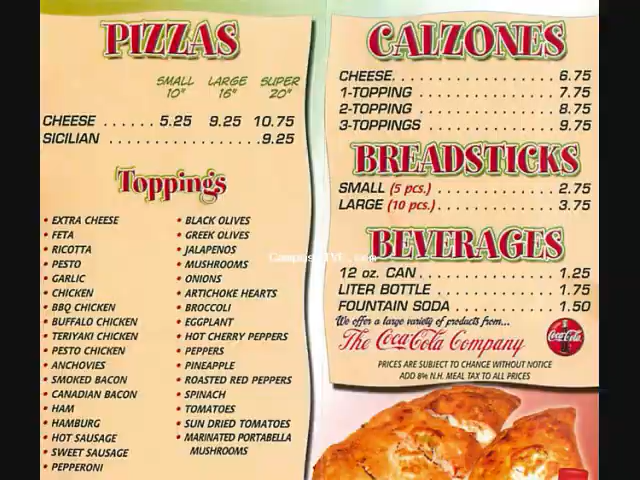 PIZZAS
SMALL LARGE SUPER
10" 16" 20"
CHEESE ...... 5.25 9.25 10.75
SICILIAN .................. 9.25
Toppings
• EXTRA CHEESE
• FETA
• RICOTTA
• PESTO
• GARLIC
• CHICKEN
• BBQ CHICKEN
• BUFFALO CHICKEN
• TERIYAKI CHICKEN
• PESTO CHICKEN
• ANCHOVIES
• SMOKED BACON
• CANADIAN BACON
• HAM
• HAMBURG
• HOT SAUSAGE
• SWEET SAUSAGE
• PEPPERONI
• BLACK OLIVES
• GREEK OLIVES
• JALAPENOS
• MUSHROOMS
• ONIONS
• ARTICHOKE HEARTS
• BROCCOLI
• EGGPLANT
• HOT CHERRY PEPPERS
• PEPPERS
• PINEAPPLE
• ROASTED RED PEPPERS
• SPINACH
• TOMATOES
• SUN DRIED TOMATOES
• MARINATED PORTABELLA
MUSHROOMS
CALZONES
CHEESE. .................. 6.75
1-TOPPING ................ 7.75
2-TOPPING ................ 8.75
3-TOPPINGS ............... 9.75
BREADSTICKS
SMALL (5 pcs.) .............. 2.75
LARGE (10 pcs.) ............. 3.75
BEVERAGES
12 oz. CAN ................ 1.25
LITER BOTTLE ............. 1.75
FOUNTAIN SODA ........... 1.50
We offer a large variety of products from...
The Coca-Cola Company
Coca-Cola
PRICES ARE SUBJECT TO CHANGE WITHOUT NOTICE
ADD 8% N.H. MEAL TAX TO ALL PRICES